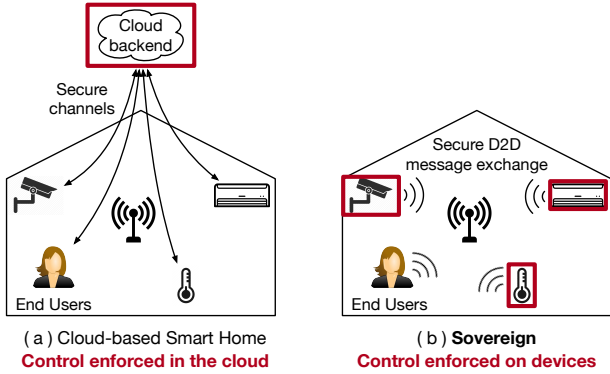 Cloud
backend
Secure
channels
End Users
( a ) Cloud-based Smart Home
Control enforced in the cloud
Secure D2D
message exchange
End Users
( b ) Sovereign
Control enforced on devices